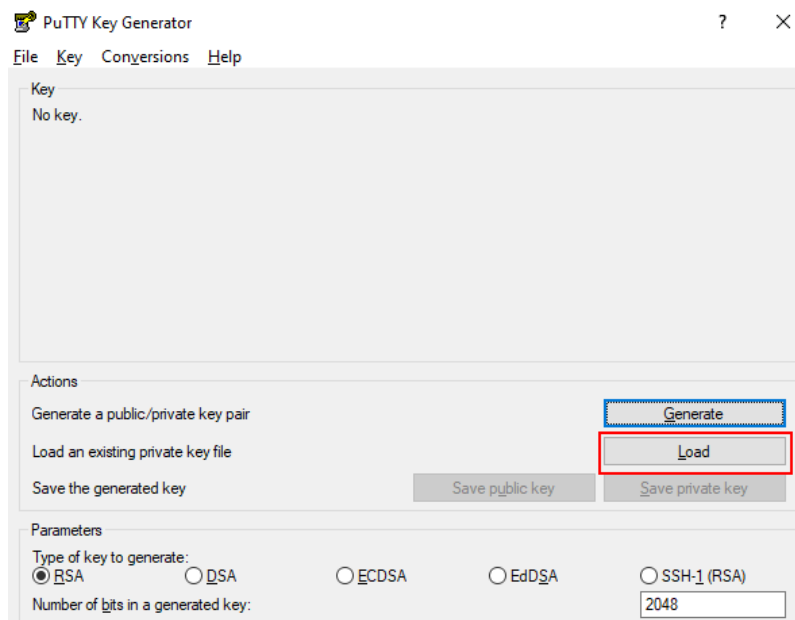 PuTTY Key Generator ?
File Key Conversions Help
Key
No key.
Actions
Generate a public/private key pair Generate
Load an existing private key file Load
Save the generated key Save public key Save private key
Parameters
Type of key to generate:
RSA DSA ECDSA EdDSA SSH-1 (RSA)
Number of bits in a generated key: 2048